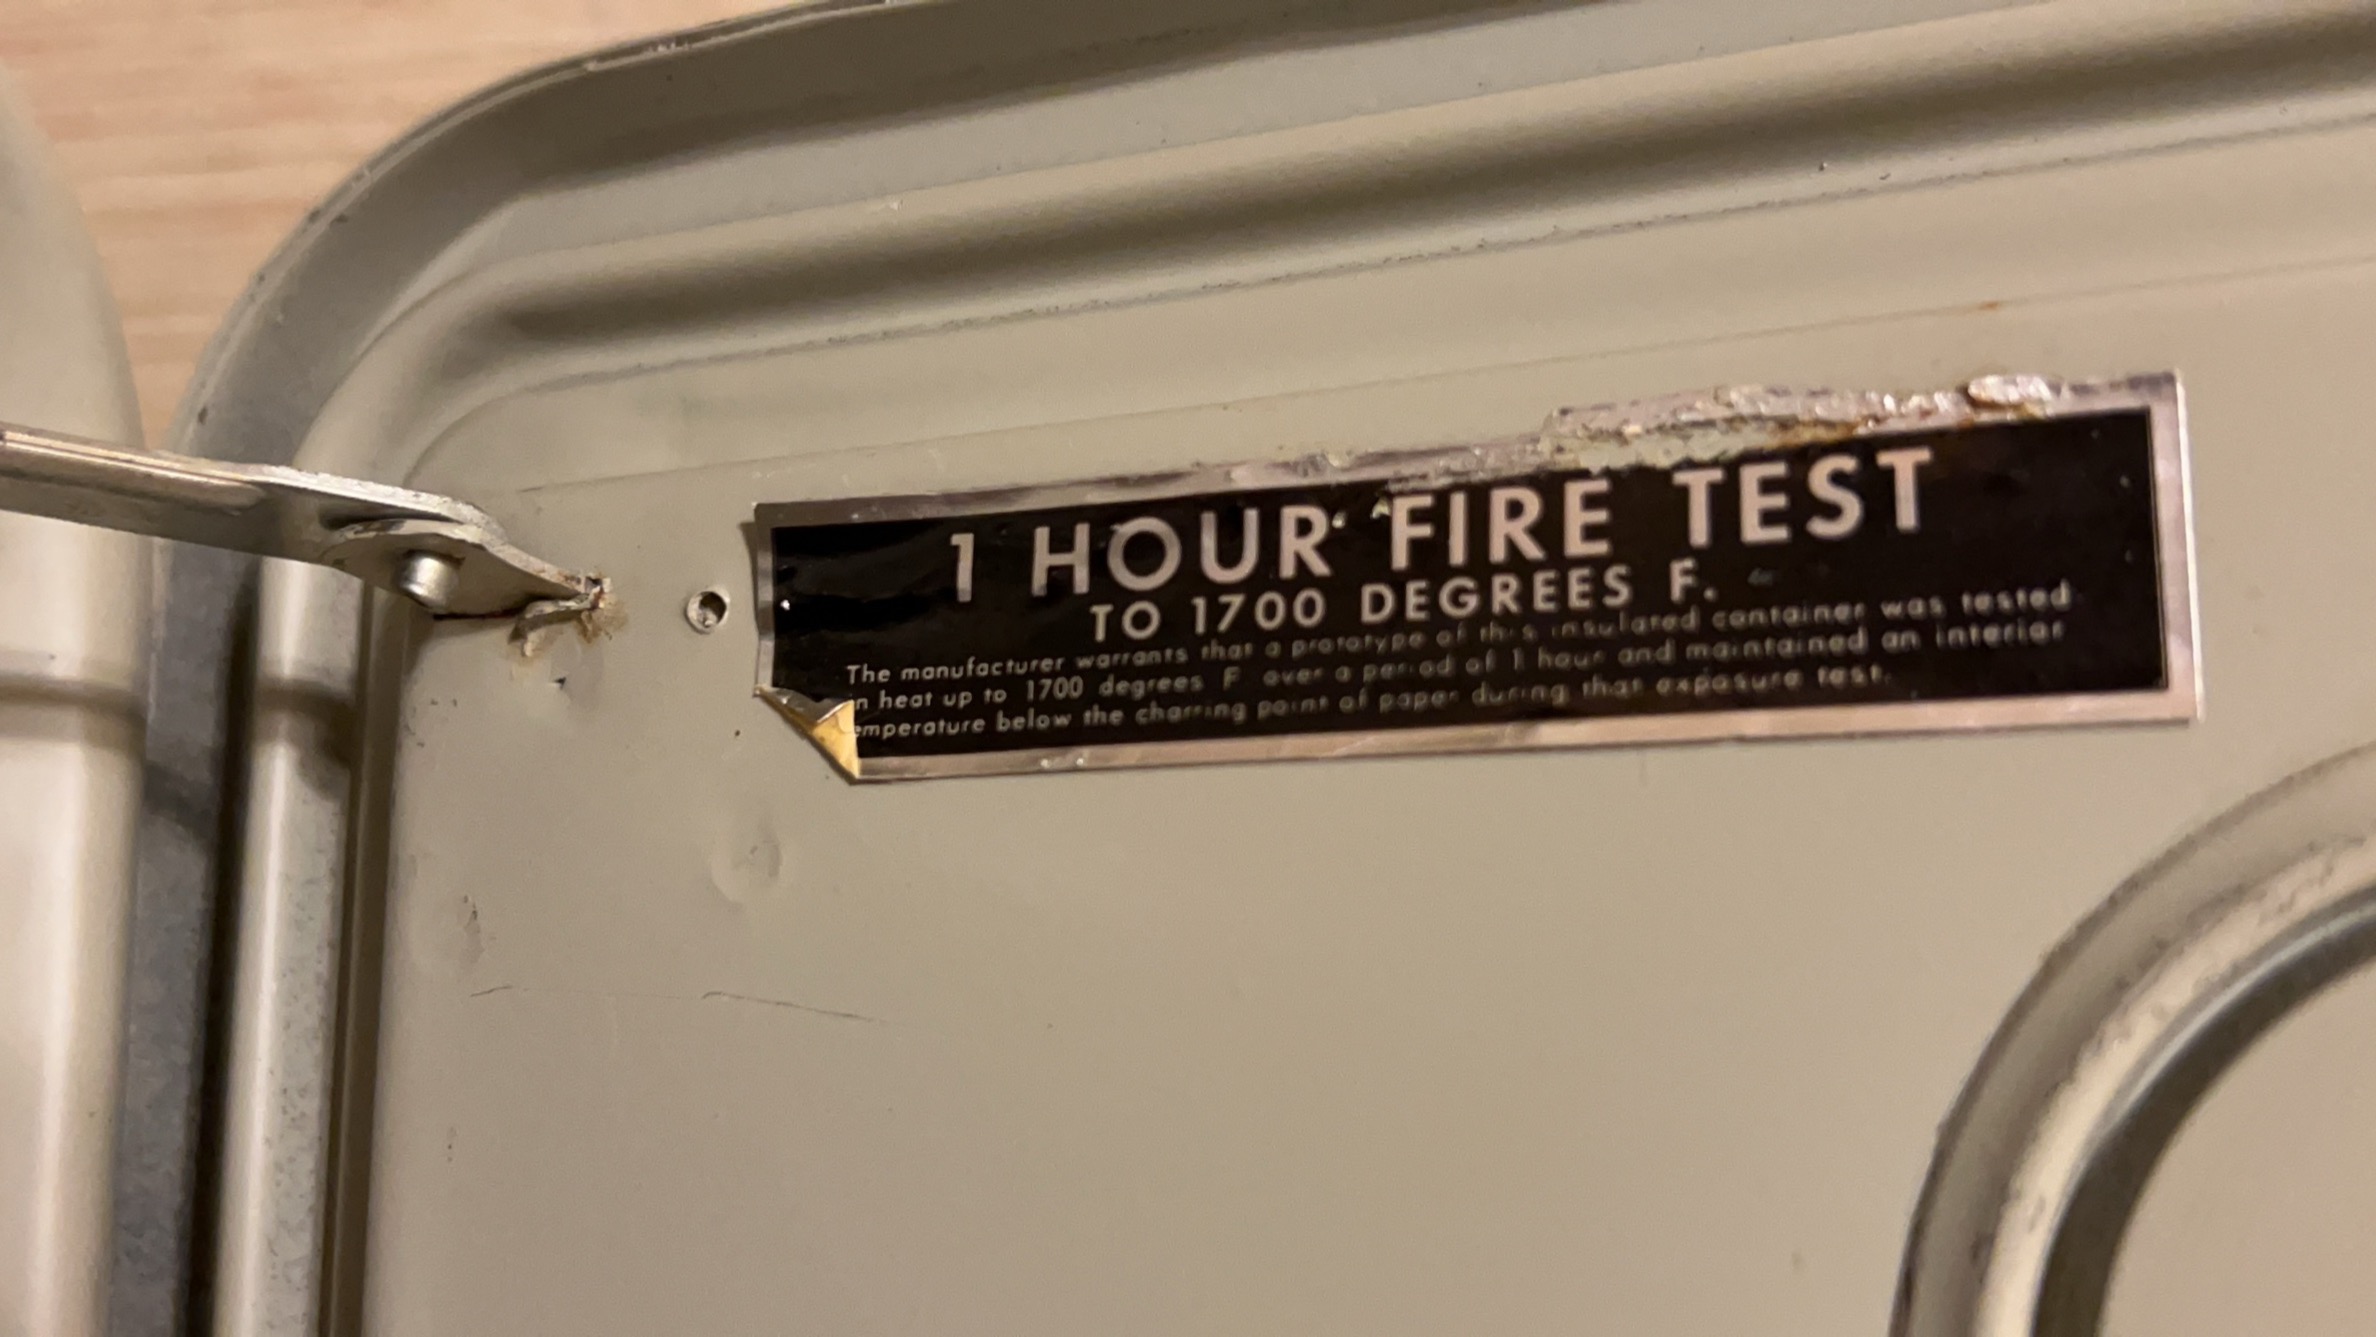 1 HOUR FIRE TEST
TO 1700 DEGREES F.
The manufacturer warrants that a prototype of this insulated container was tested
n heat up to 1700 degrees F over a period of 1 hour and maintained an interior
emperature below the charring point of paper during that exposure test.